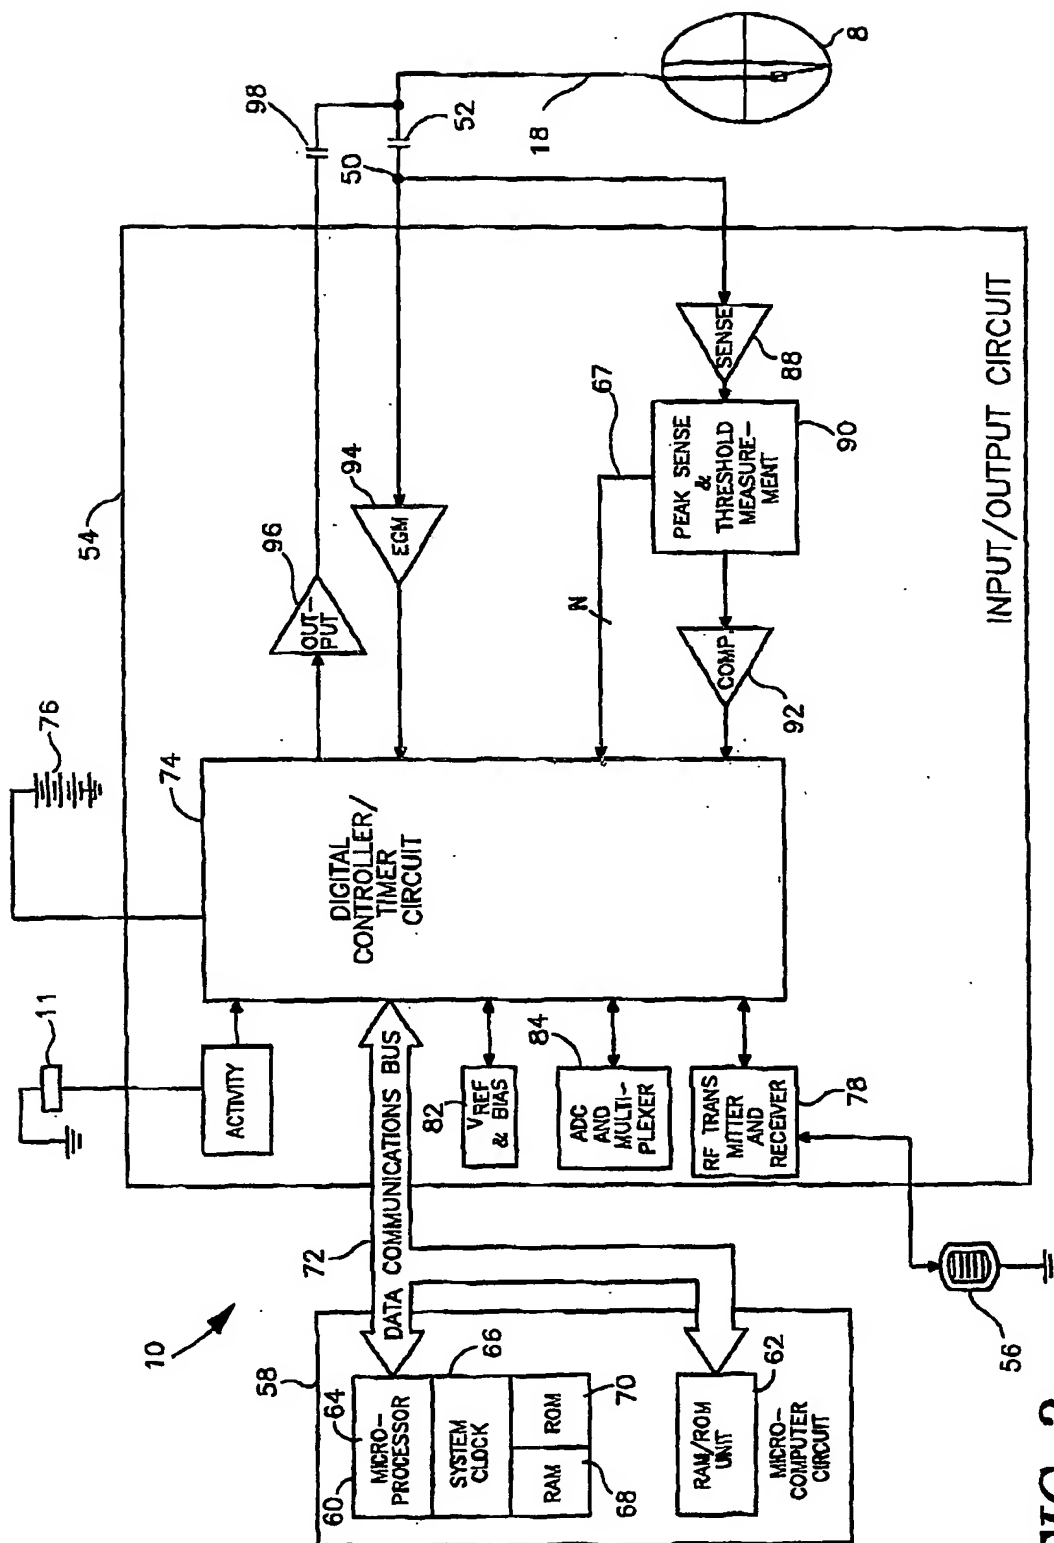 10
58
64
60
MICRO-
PROCESSOR
66
SYSTEM
CLOCK
RAM
ROM
70
68
RAM/ROM
UNIT
62
MICRO-
COMPUTER
CIRCUIT
72
DATA COMMUNICATIONS BUS
56
11
ACTIVITY
82
VREF
& BIAS
84
ADC
AND
MULTI-
PLEXER
RF TRANS
MITTER
AND
RECEIVER
78
76
74
DIGITAL
CONTROLLER/
TIMER
CIRCUIT
54
96
OUT-
PUT
94
EGM
N
67
COMP.
92
PEAK SENSE
&
THRESHOLD
MEASURE-
MENT
90
SENSE
88
INPUT/OUTPUT CIRCUIT
98
50
52
18
8